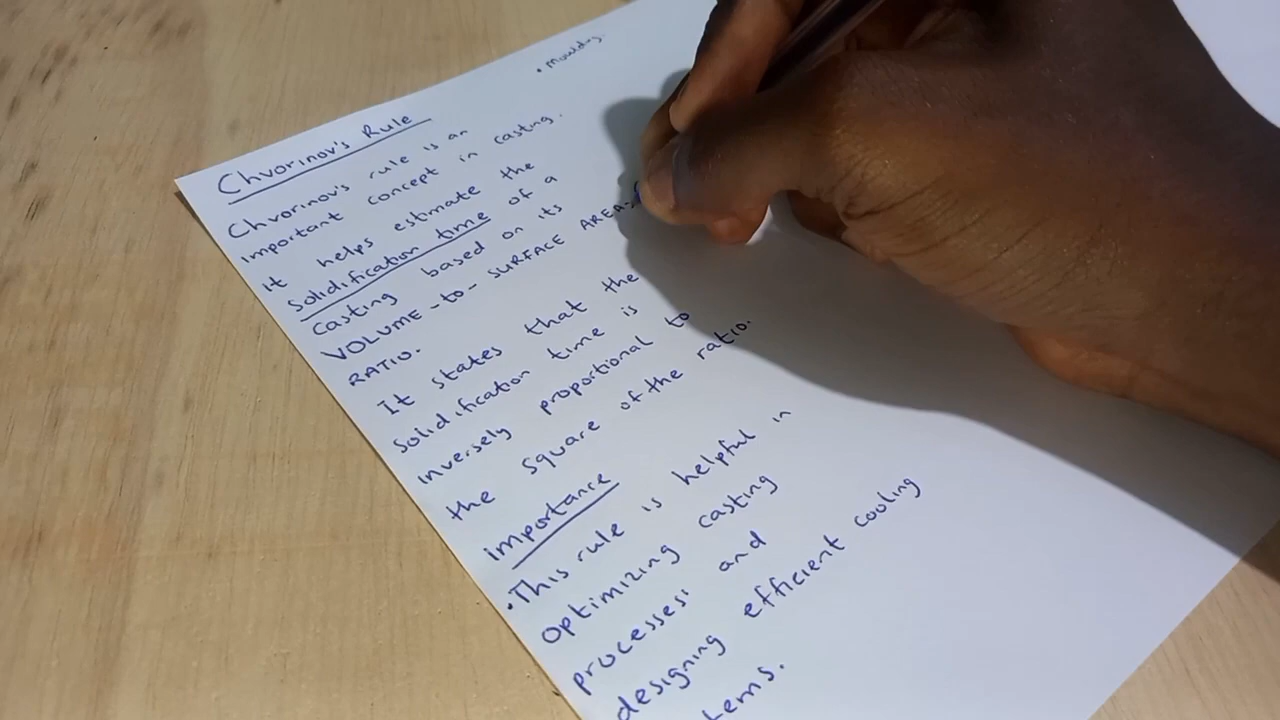 • Moulding.
Chvorinov's Rule
Chvorinov's rule is an
important concept in casting.
It helps estimate the
Solidification time of a
Casting based on its
VOLUME-to-SURFACE AREA
RATIO.
It states that the
Solidification time is
inversely proportional to
the square of the ratio.
importance
• This rule is helpful in
Optimizing casting
processes; and
designing efficient cooling
tems.